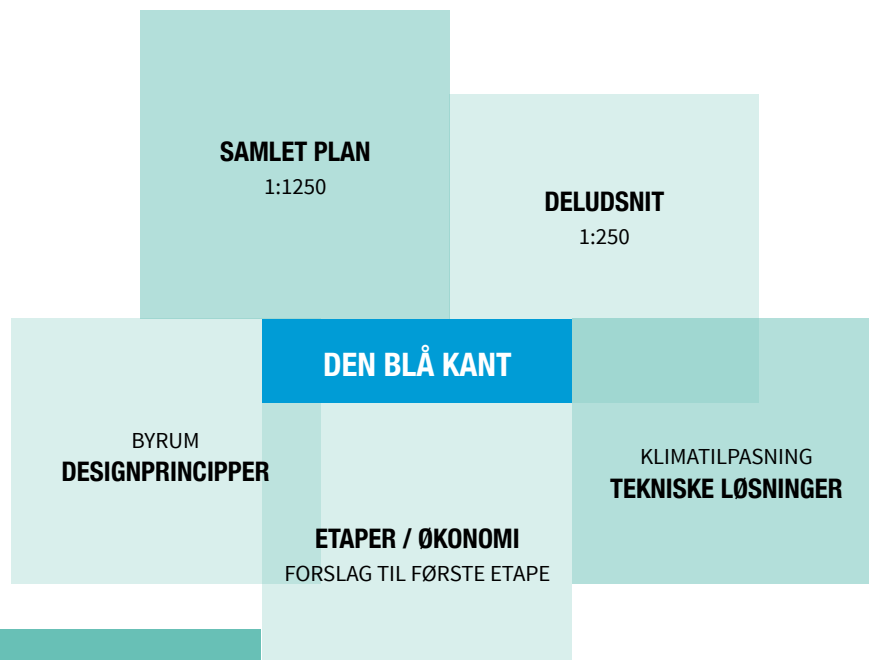 SAMLET PLAN
1:1250
DELUDSNIT
1:250
DEN BLÅ KANT
BYRUM
DESIGNPRINCIPPER
KLIMATILPASNING
TEKNISKE LØSNINGER
ETAPER / ØKONOMI
FORSLAG TIL FØRSTE ETAPE